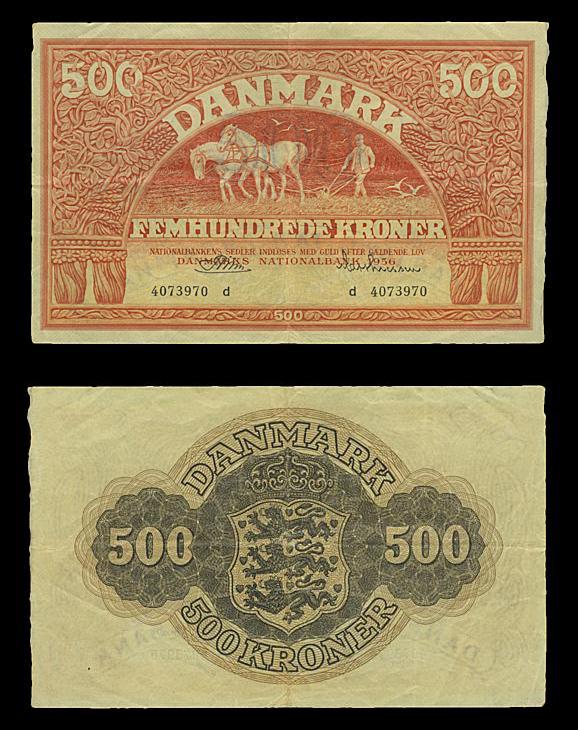 500 500
DANMARK
FEMHUNDREDE KRONER
NATIONALBANKENS SEDLER INDLØSES MED GULD EFTER GÆLDENDE LOV
DANMARKS NATIONALBANK 1956
4073970 d d 4073970
500
DANMARK
500 500
500 KRONER